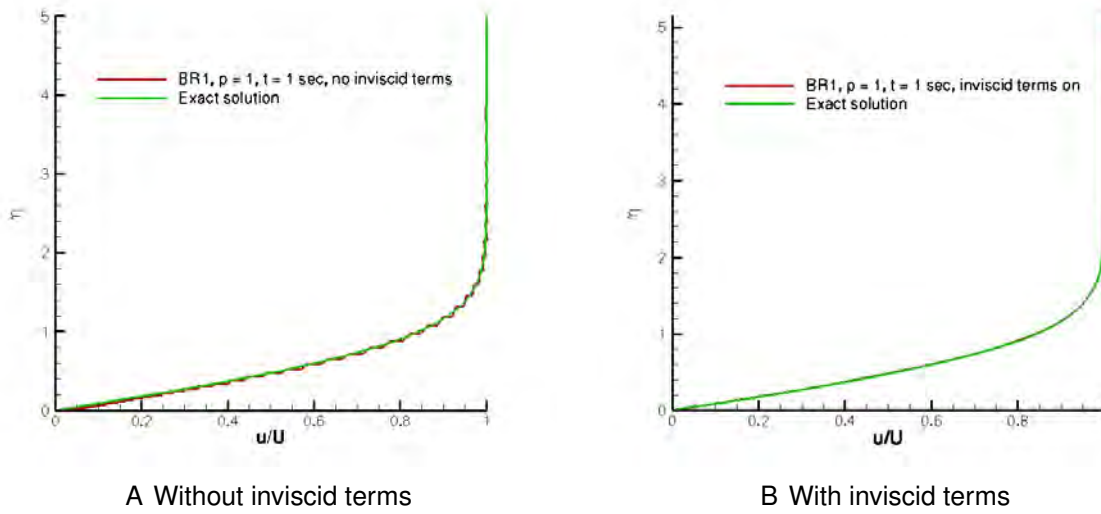 5
4
3
2
1
0
η
0
0.2
0.4
0.6
0.8
1
u/U
BR1, p = 1, t = 1 sec, no inviscid terms
Exact solution
A Without inviscid terms
5
4
3
2
1
0
η
0
0.2
0.4
0.6
0.8
u/U
BR1, p = 1, t = 1 sec, inviscid terms on
Exact solution
B With inviscid terms